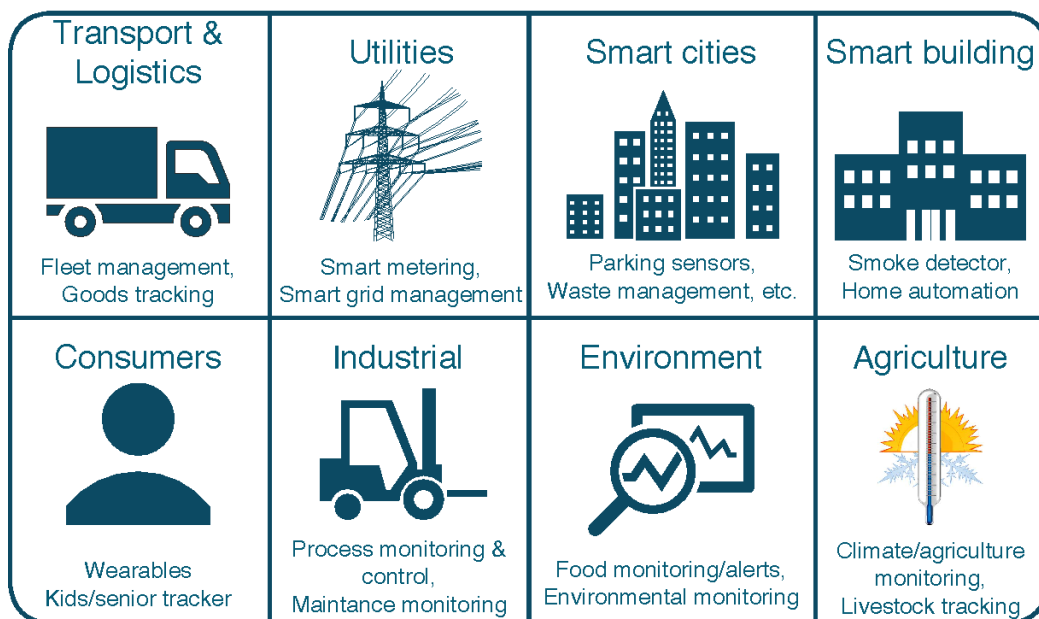 Transport &
Logistics
Fleet management,
Goods tracking
Utilities
Smart metering,
Smart grid management
Smart cities
Parking sensors,
Waste management, etc.
Smart building
Smoke detector,
Home automation
Consumers
Wearables
Kids/senior tracker
Industrial
Process monitoring &
control,
Maintance monitoring
Environment
Food monitoring/alerts,
Environmental monitoring
Agriculture
Climate/agriculture
monitoring,
Livestock tracking